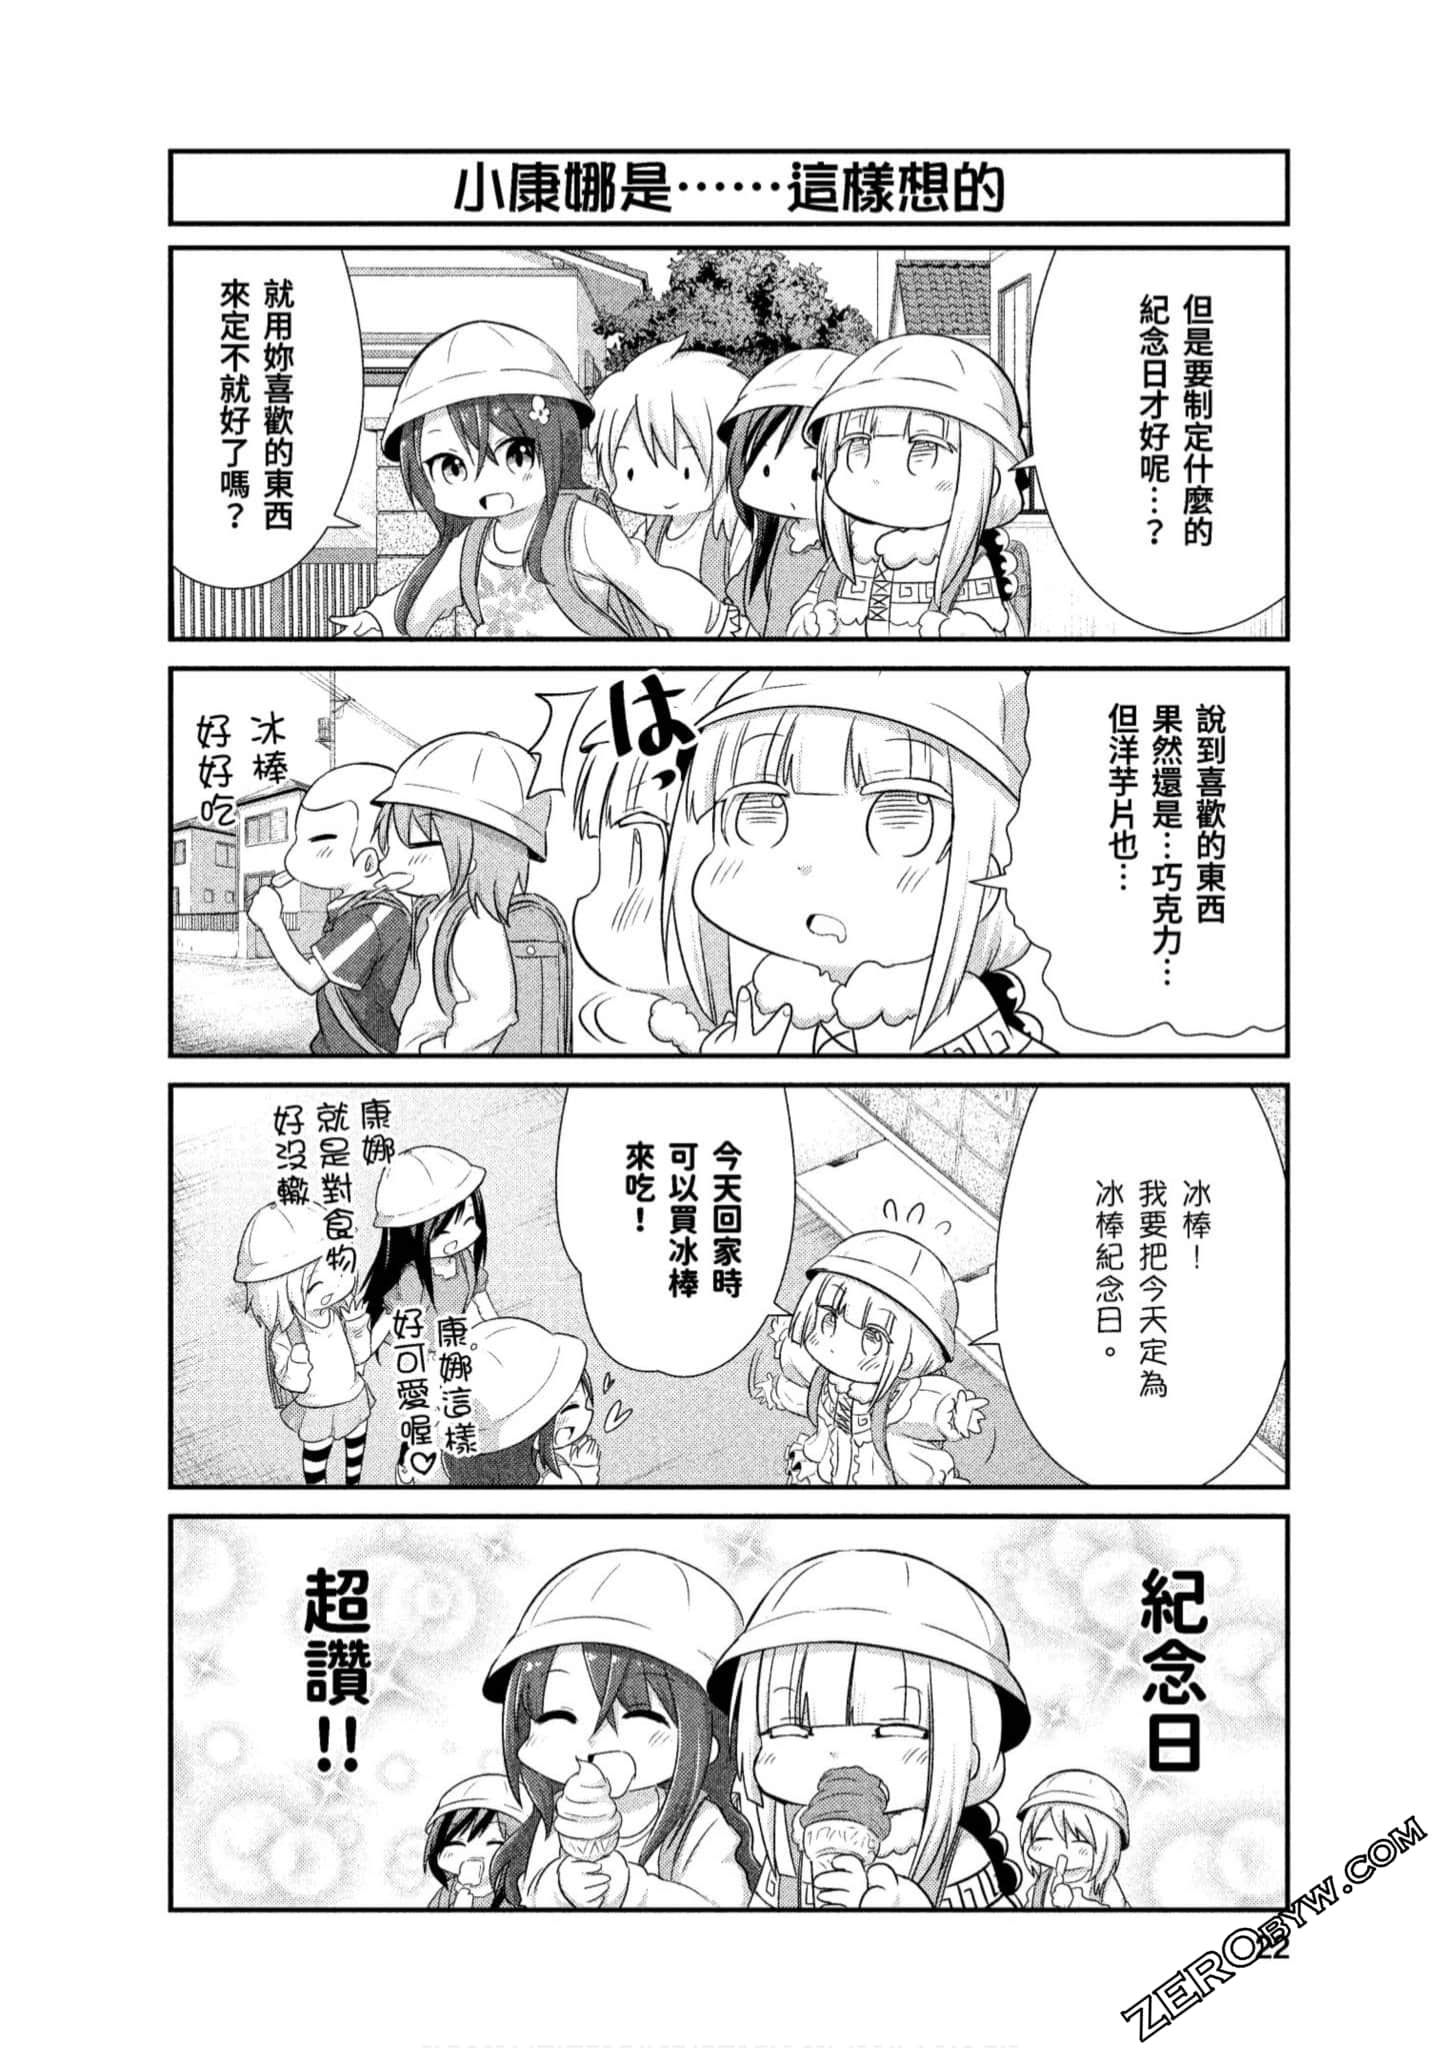 小康娜是……這樣想的
但是要制定什麼的
紀念日才好呢…？
就用妳喜歡的東西
來定不就好了嗎？
說到喜歡的東西
果然還是…巧克力…
但洋芋片也…
はっ
冰棒
好好吃
冰棒！
我要把今天定為
冰棒紀念日。
今天回家時
可以買冰棒
來吃！
康娜
就是對食物
好沒轍
康娜這樣
好可愛喔♡
紀念日
超讚!!
22
ZEROBYW.COM